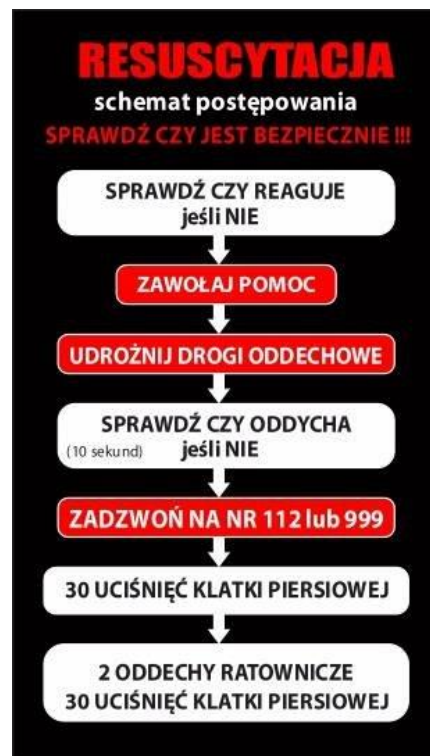 RESUSCYTACJA
schemat postępowania
SPRAWDŹ CZY JEST BEZPIECZNIE !!!
SPRAWDŹ CZY REAGUJE
jeśli NIE
ZAWOŁAJ POMOC
UDROŻNIJ DROGI ODDECHOWE
SPRAWDŹ CZY ODDYCHA
(10 sekund) jeśli NIE
ZADZWOŃ NA NR 112 lub 999
30 UCIŚNIĘĆ KLATKI PIERSIOWEJ
2 ODDECHY RATOWNICZE
30 UCIŚNIĘĆ KLATKI PIERSIOWEJ